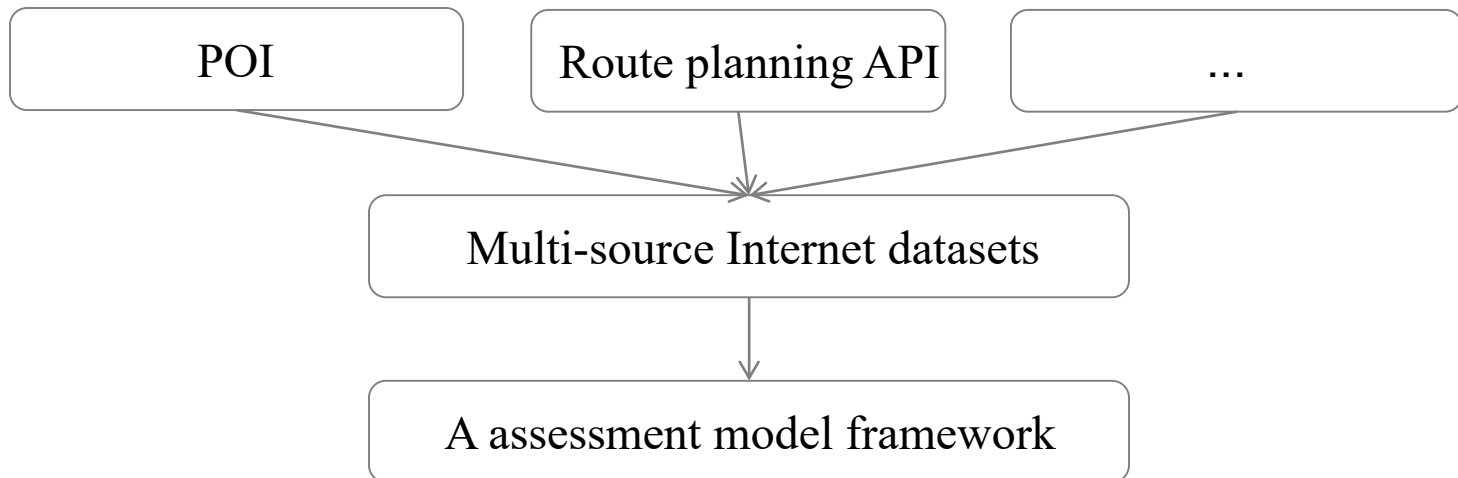 POI
Route planning API
...
Multi-source Internet datasets
A assessment model framework